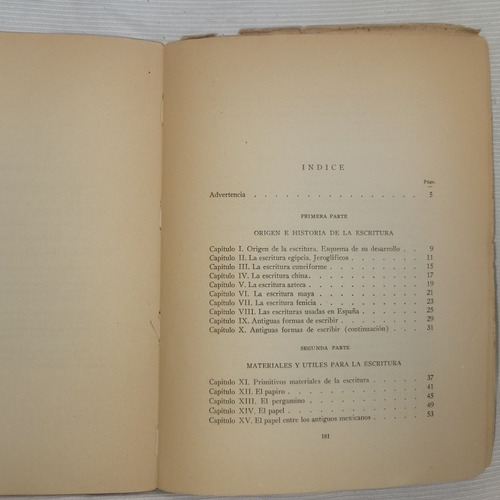 INDICE
Págs.
Advertencia . . . . . . . . . . . . . . . . 5
PRIMERA PARTE
ORIGEN E HISTORIA DE LA ESCRITURA
Capítulo I. Origen de la escritura. Esquema de su desarrollo . . 9
Capítulo II. La escritura egipcia. Jeroglíficos . . . . . . 11
Capítulo III. La escritura cuneiforme . . . . . . . . 15
Capítulo IV. La escritura china . . . . . . . . . . 17
Capítulo V. La escritura azteca . . . . . . . . . . 19
Capítulo VI. La escritura maya . . . . . . . . . . 21
Capítulo VII. La escritura fenicia . . . . . . . . . 23
Capítulo VIII. Las escrituras usadas en España . . . . . 25
Capítulo IX. Antiguas formas de escribir . . . . . . . 29
Capítulo X. Antiguas formas de escribir (continuación) . . . 31
SEGUNDA PARTE
MATERIALES Y UTILES PARA LA ESCRITURA
Capítulo XI. Primitivos materiales de la escritura . . . . . 37
Capítulo XII. El papiro . . . . . . . . . . . . 41
Capítulo XIII. El pergamino . . . . . . . . . . . 45
Capítulo XIV. El papel . . . . . . . . . . . . 49
Capítulo XV. El papel entre los antiguos mexicanos . . . . 53
181